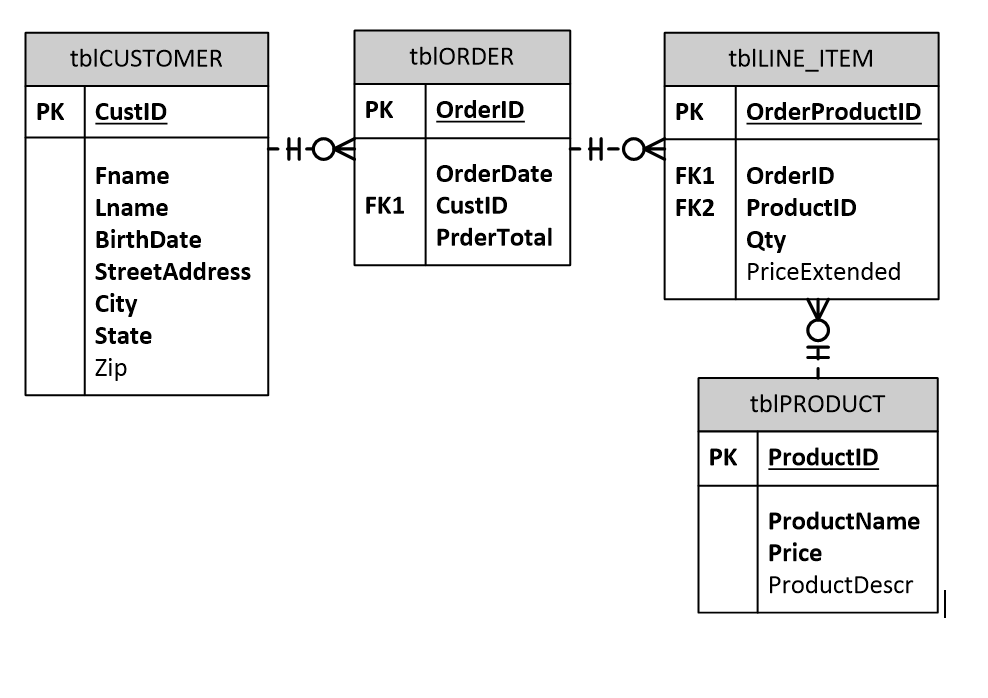 tblCUSTOMER
PK CustID
Fname
Lname
BirthDate
StreetAddress
City
State
Zip
tblORDER
PK OrderID
OrderDate
FK1 CustID
PrderTotal
tblLINE_ITEM
PK OrderProductID
FK1 OrderID
FK2 ProductID
Qty
PriceExtended
tblPRODUCT
PK ProductID
ProductName
Price
ProductDescr